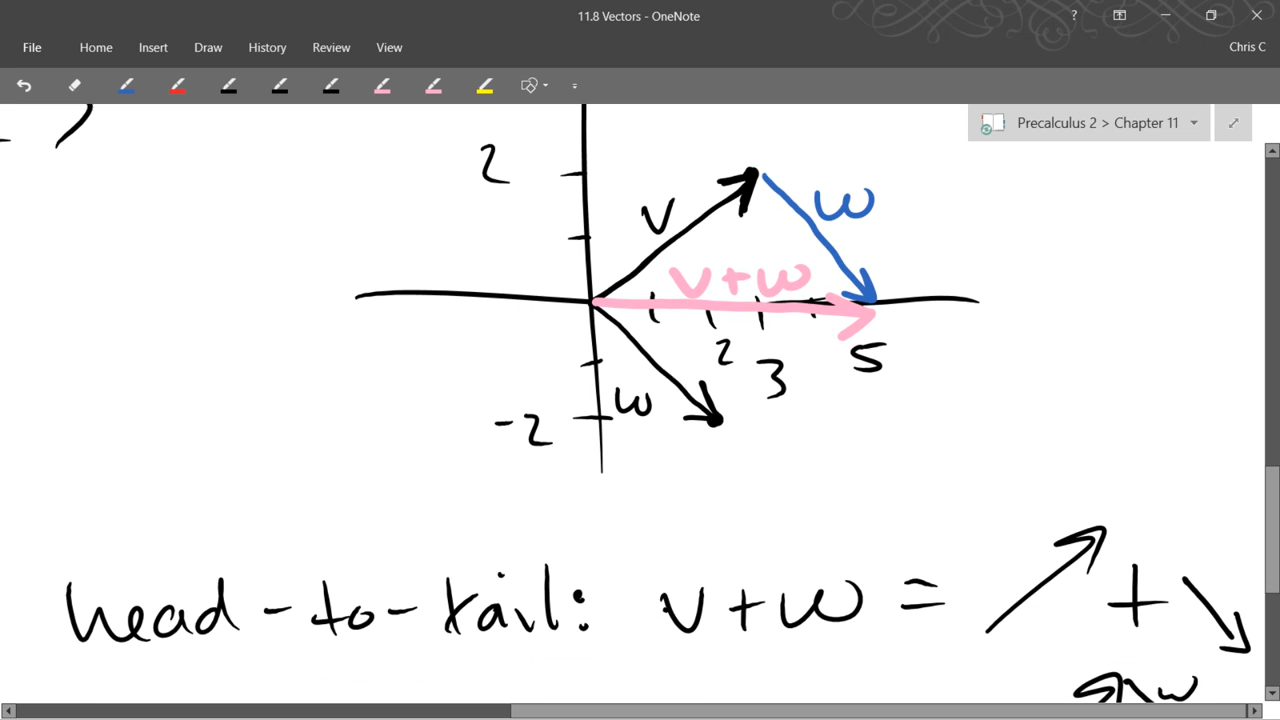 11.8 Vectors - OneNote
?
File Home Insert Draw History Review View
Chris C
Precalculus 2 > Chapter 11
2
v
w
v+w
2
3
5
w
-2
head-to-tail: v+w = +